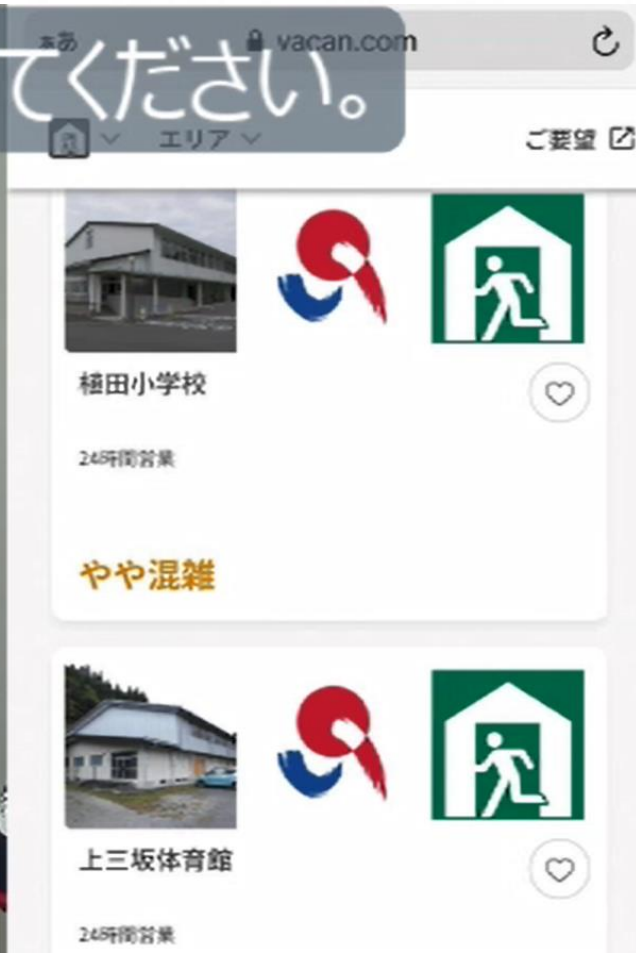 ああ vacan.com
てください。
エリア ご要望
植田小学校
24時間営業
やや混雑
上三坂体育館
24時間営業